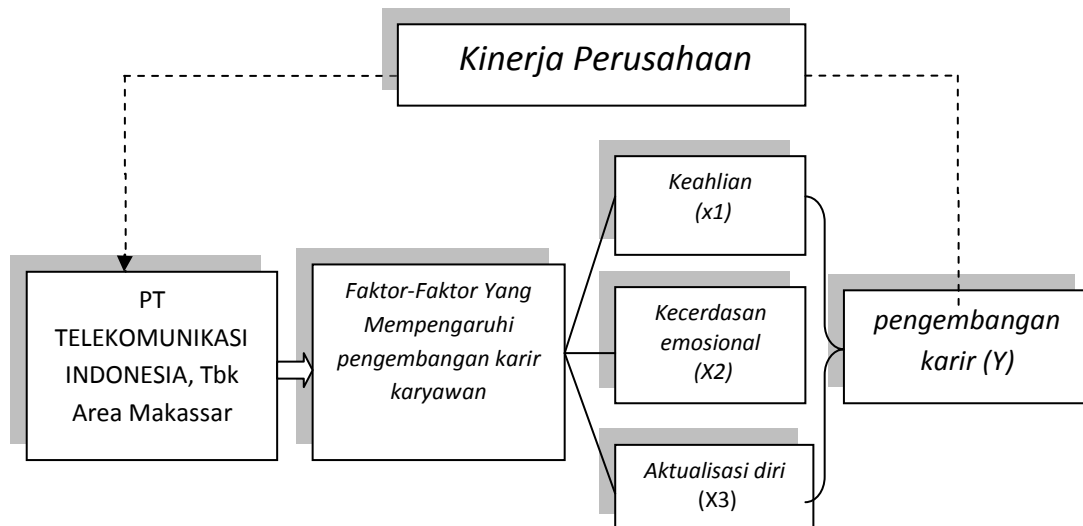 Kinerja Perusahaan
Keahlian
(x1)
PT
TELEKOMUNIKASI
INDONESIA, Tbk
Area Makassar
Faktor-Faktor Yang
Mempengaruhi
pengembangan karir
karyawan
Kecerdasan
emosional
(X2)
pengembangan
karir (Y)
Aktualisasi diri
(X3)